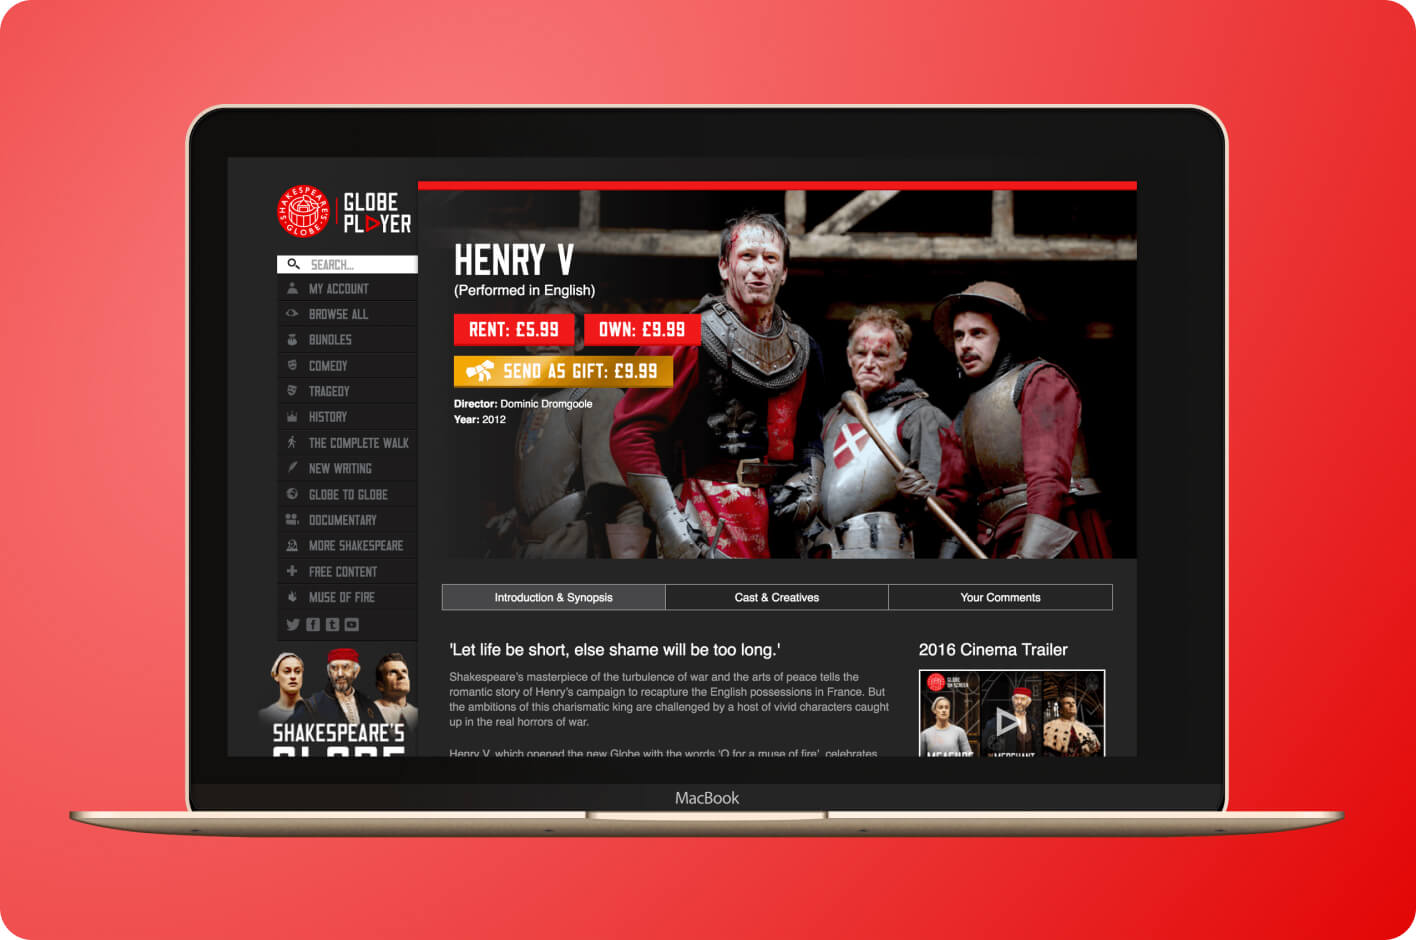 SHAKESPEARE'S GLOBE
GLOBE
PLAYER
SEARCH...
MY ACCOUNT
BROWSE ALL
BUNDLES
COMEDY
TRAGEDY
HISTORY
THE COMPLETE WALK
NEW WRITING
GLOBE TO GLOBE
DOCUMENTARY
MORE SHAKESPEARE
FREE CONTENT
MUSE OF FIRE
SHAKESPEARE'S
GLOBE
HENRY V
(Performed in English)
RENT: £5.99
OWN: £9.99
SEND AS GIFT: £9.99
Director: Dominic Dromgoole
Year: 2012
Introduction & Synopsis
Cast & Creatives
Your Comments
'Let life be short, else shame will be too long.'
Shakespeare's masterpiece of the turbulence of war and the arts of peace tells the
romantic story of Henry's campaign to recapture the English possessions in France. But
the ambitions of this charismatic king are challenged by a host of vivid characters caught
up in the real horrors of war.
Henry V, which opened the new Globe with the words 'O for a muse of fire', celebrates
2016 Cinema Trailer
GLOBE
ON SCREEN
MEASURE
MERCHANT
MacBook